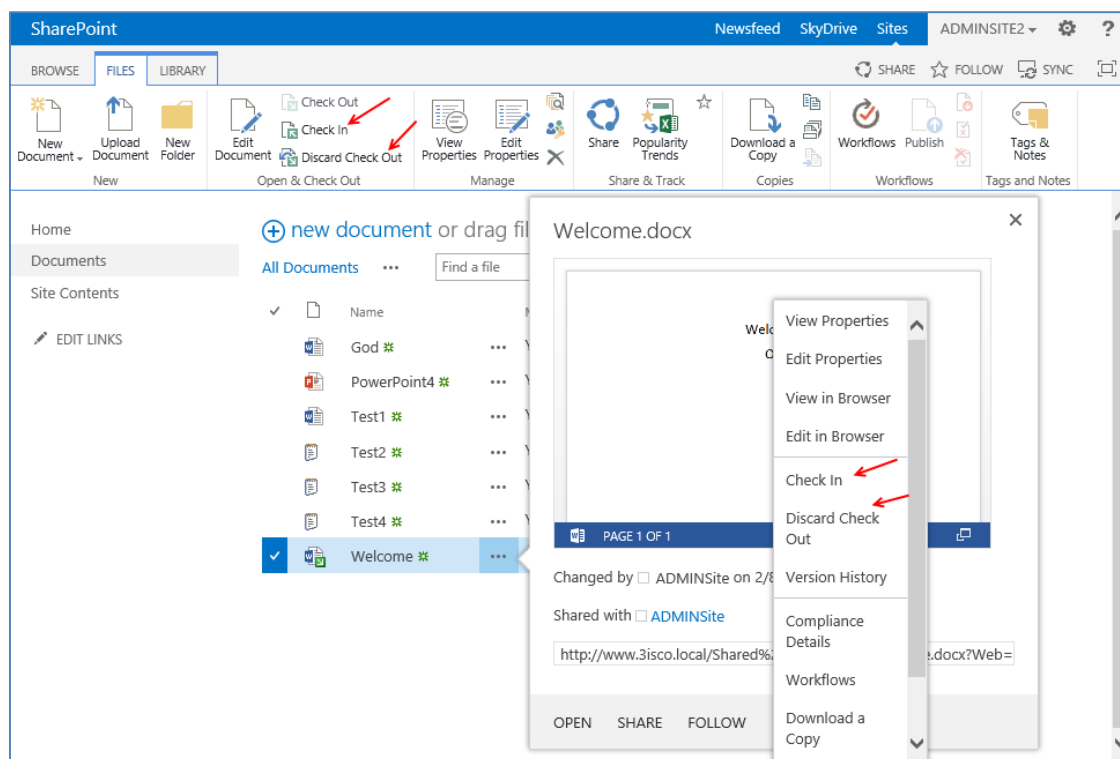 SharePoint
Newsfeed SkyDrive Sites ADMINSITE2 ?
BROWSE FILES LIBRARY
SHARE FOLLOW SYNC
New Document
Upload Document
New Folder
New
Edit Document
Check Out
Check In
Discard Check Out
Open & Check Out
View Properties
Edit Properties
Manage
Share
Popularity Trends
Share & Track
Download a Copy
Copies
Workflows
Publish
Workflows
Tags & Notes
Tags and Notes
Home
Documents
Site Contents
EDIT LINKS
new document or drag fil
All Documents ...
Find a file
Name
God
PowerPoint4
Test1
Test2
Test3
Test4
Welcome
Welcome.docx
PAGE 1 OF 1
Changed by ADMINSite on 2/8
Shared with ADMINSite
http://www.3isco.local/Shared%2
e.docx?Web=
OPEN SHARE FOLLOW
View Properties
Edit Properties
View in Browser
Edit in Browser
Check In
Discard Check
Out
Version History
Compliance
Details
Workflows
Download a
Copy